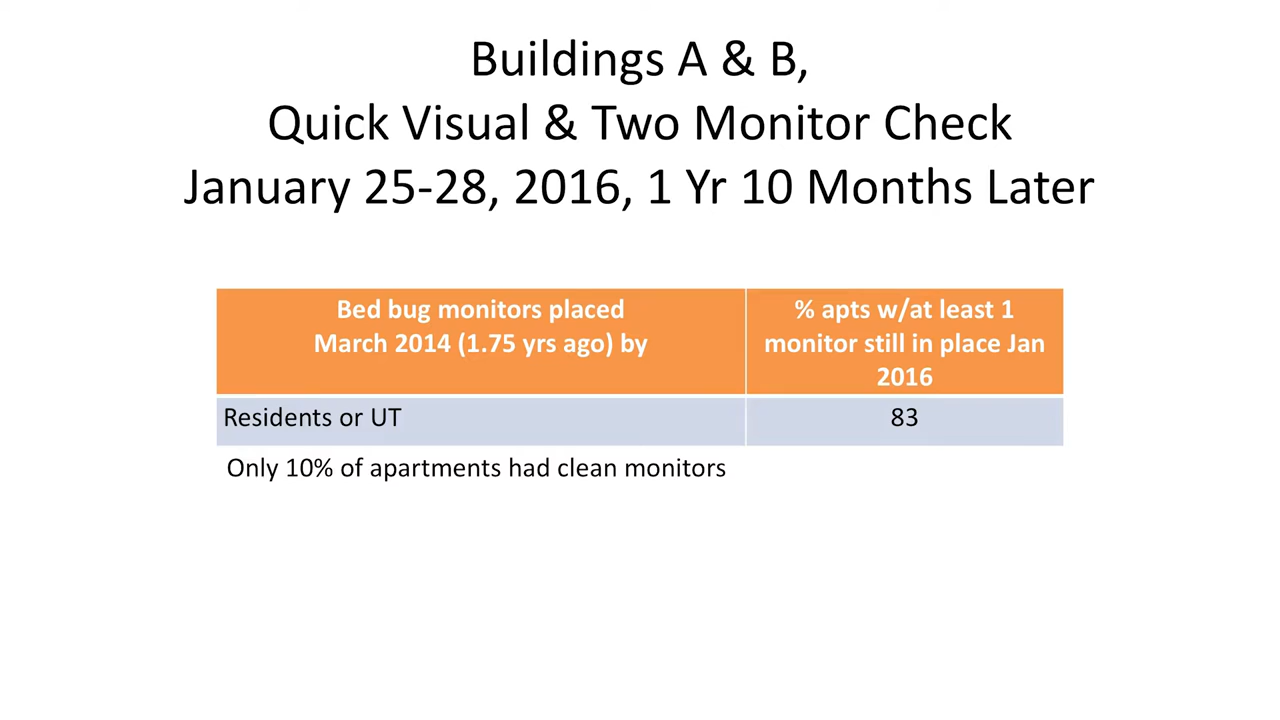 Buildings A & B,
Quick Visual & Two Monitor Check
January 25-28, 2016, 1 Yr 10 Months Later
Bed bug monitors placed
March 2014 (1.75 yrs ago) by
% apts w/at least 1
monitor still in place Jan
2016
Residents or UT
83
Only 10% of apartments had clean monitors